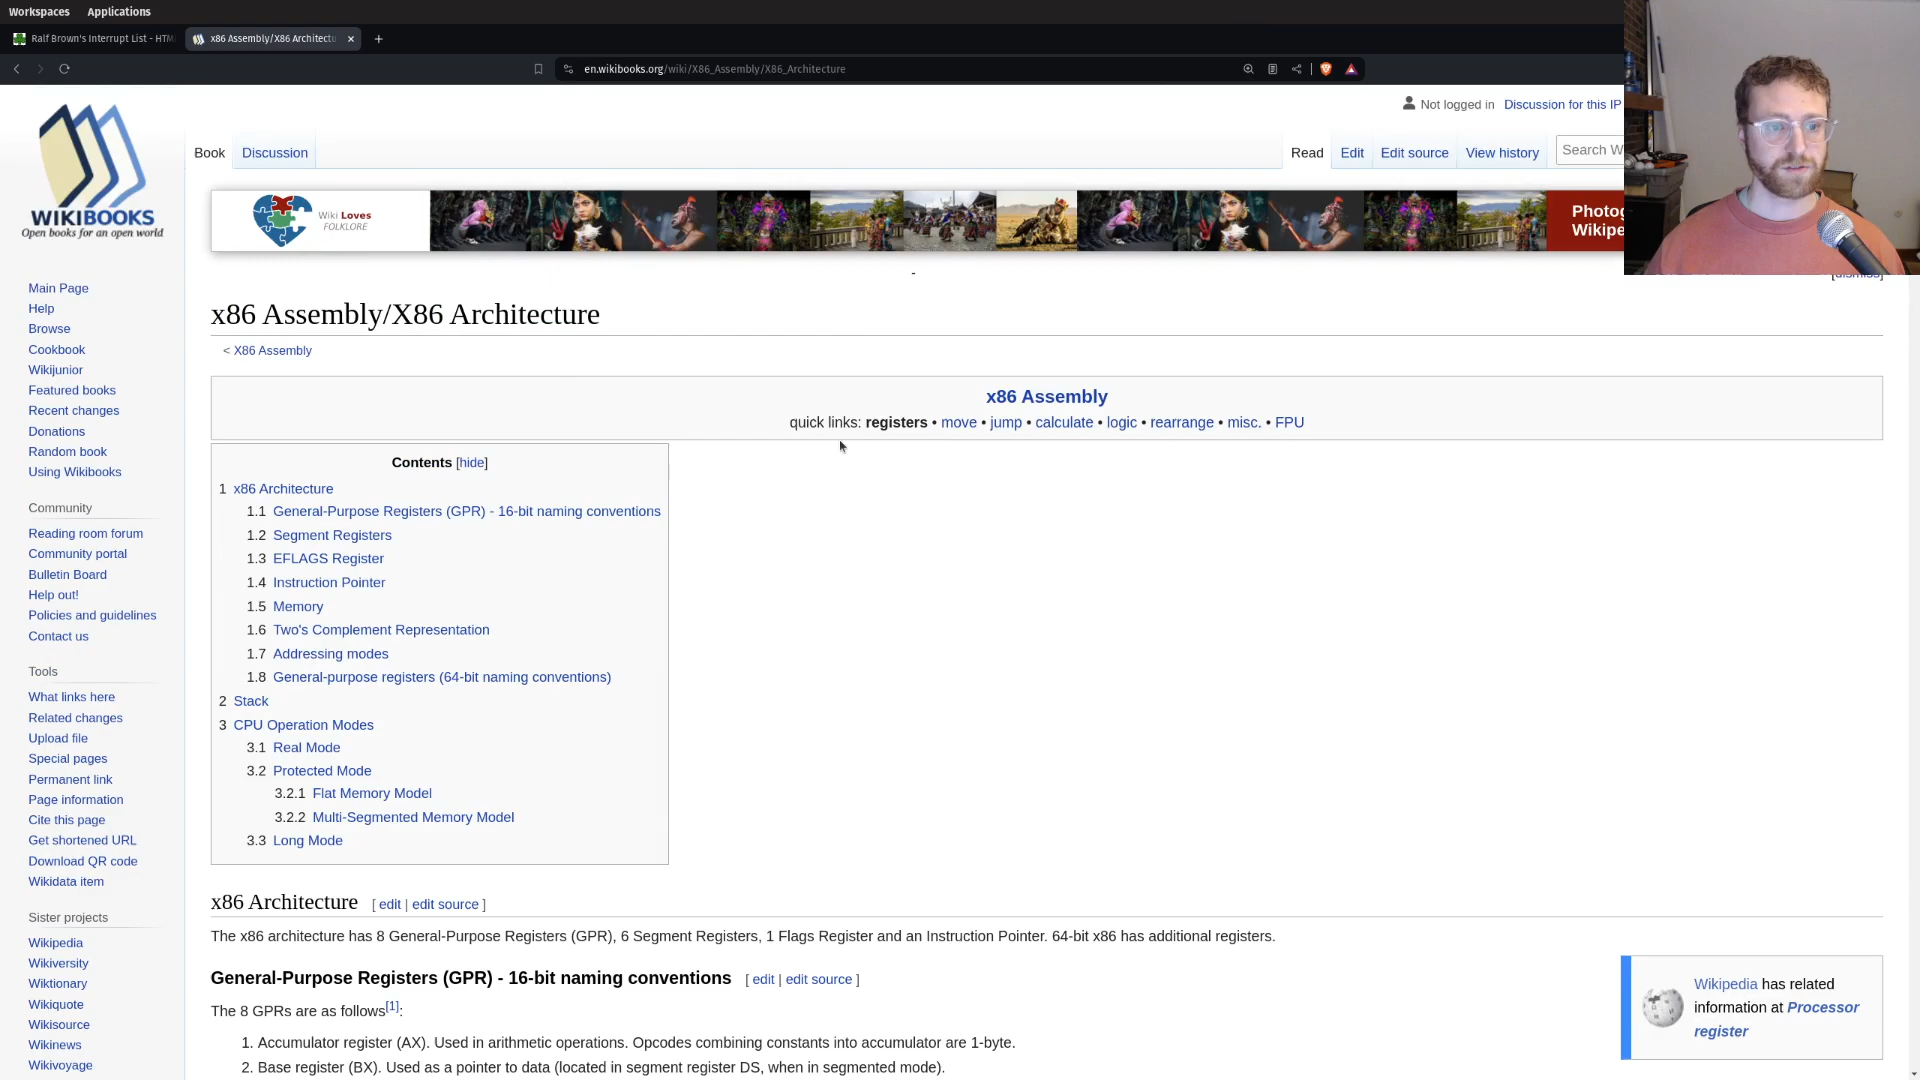 Workspaces Applications
Ralf Brown's Interrupt List - HTM
x86 Assembly/X86 Architectu
en.wikibooks.org/wiki/X86_Assembly/X86_Architecture
Not logged in Discussion for this IP
Book Discussion
Read Edit Edit source View history
Search W
WIKIBOOKS
Open books for an open world
Wiki Loves
FOLKLORE
Photog
Wikipe
[dismiss]
Main Page
Help
Browse
Cookbook
Wikijunior
Featured books
Recent changes
Donations
Random book
Using Wikibooks
Community
Reading room forum
Community portal
Bulletin Board
Help out!
Policies and guidelines
Contact us
Tools
What links here
Related changes
Upload file
Special pages
Permanent link
Page information
Cite this page
Get shortened URL
Download QR code
Wikidata item
Sister projects
Wikipedia
Wikiversity
Wiktionary
Wikiquote
Wikisource
Wikinews
Wikivoyage
x86 Assembly/X86 Architecture
< X86 Assembly
x86 Assembly
quick links: registers • move • jump • calculate • logic • rearrange • misc. • FPU
Contents [hide]
1 x86 Architecture
1.1 General-Purpose Registers (GPR) - 16-bit naming conventions
1.2 Segment Registers
1.3 EFLAGS Register
1.4 Instruction Pointer
1.5 Memory
1.6 Two's Complement Representation
1.7 Addressing modes
1.8 General-purpose registers (64-bit naming conventions)
2 Stack
3 CPU Operation Modes
3.1 Real Mode
3.2 Protected Mode
3.2.1 Flat Memory Model
3.2.2 Multi-Segmented Memory Model
3.3 Long Mode
x86 Architecture [ edit | edit source ]
The x86 architecture has 8 General-Purpose Registers (GPR), 6 Segment Registers, 1 Flags Register and an Instruction Pointer. 64-bit x86 has additional registers.
General-Purpose Registers (GPR) - 16-bit naming conventions [ edit | edit source ]
The 8 GPRs are as follows[1]:
1. Accumulator register (AX). Used in arithmetic operations. Opcodes combining constants into accumulator are 1-byte.
2. Base register (BX). Used as a pointer to data (located in segment register DS, when in segmented mode).
Wikipedia has related
information at Processor
register